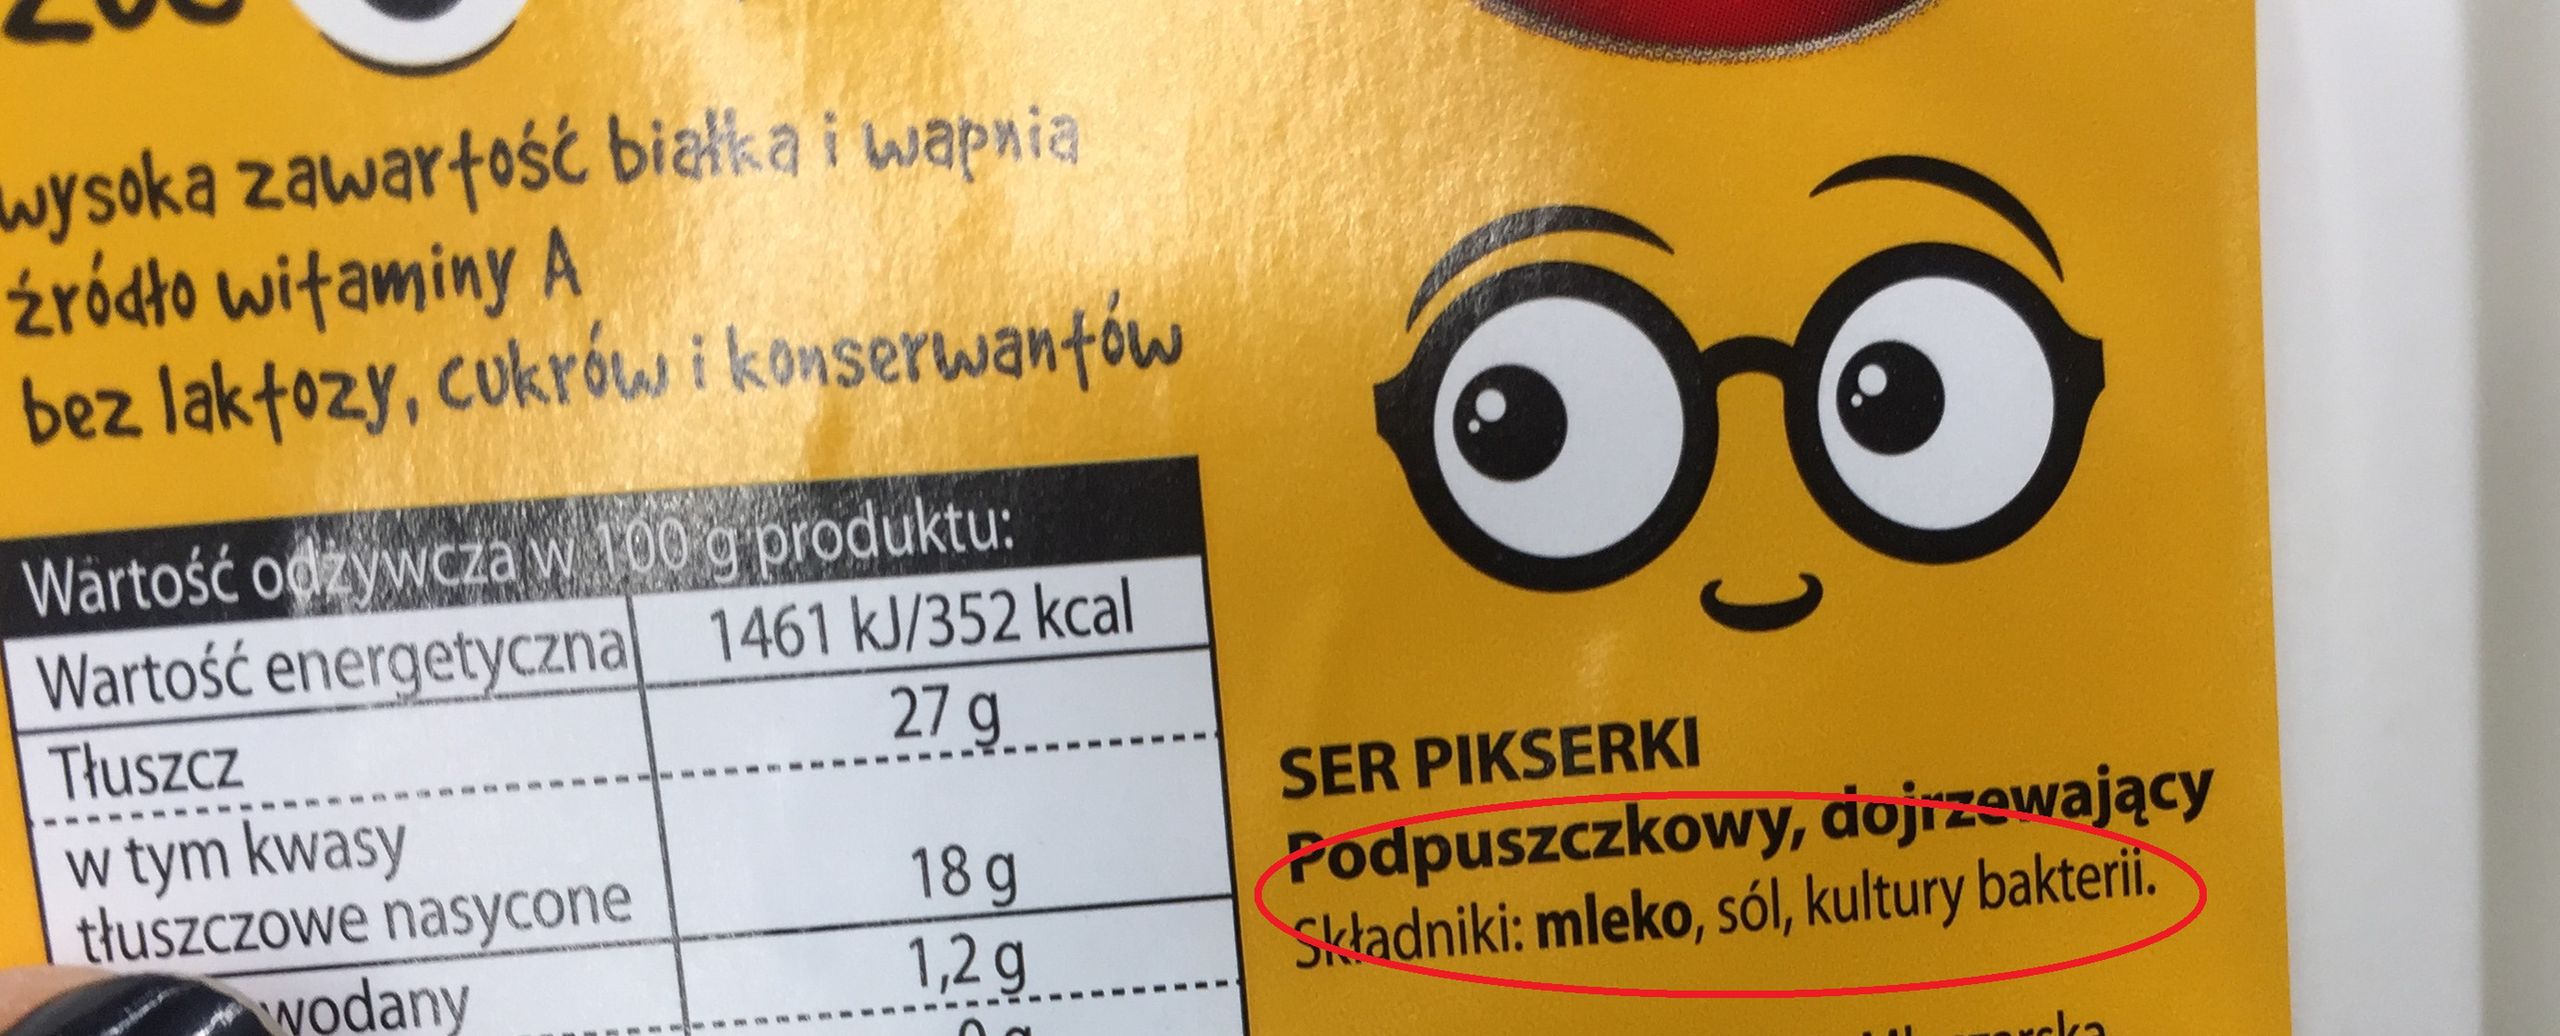 wysoka zawartość białka i wapnia
źródło witaminy A
bez laktozy, cukrów i konserwantów
Wartość odżywcza w 100 g produktu:
Wartość energetyczna 1461 kJ/352 kcal
Tłuszcz 27 g
w tym kwasy
tłuszczowe nasycone 18 g
wodany 1,2 g
0 g
SER PIKSERKI
Podpuszczkowy, dojrzewający
Składniki: mleko, sól, kultury bakterii.